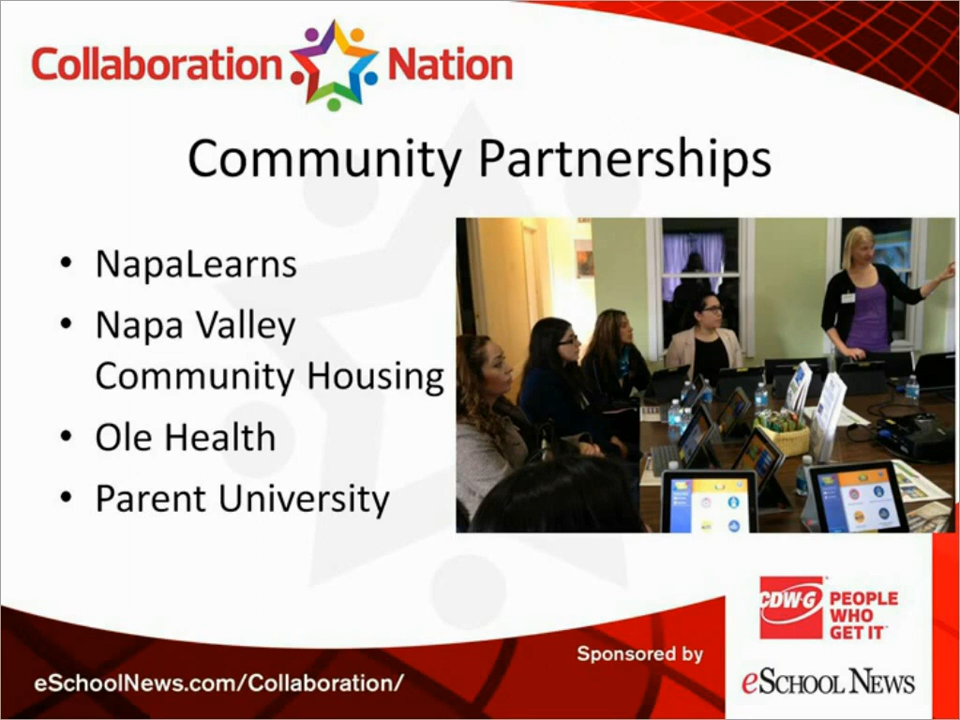 Collaboration Nation
Community Partnerships
• NapaLearns
• Napa Valley
Community Housing
• Ole Health
• Parent University
CDW·G
PEOPLE
WHO
GET IT
Sponsored by
eSchoolNews.com/Collaboration/
eSCHOOL NEWS